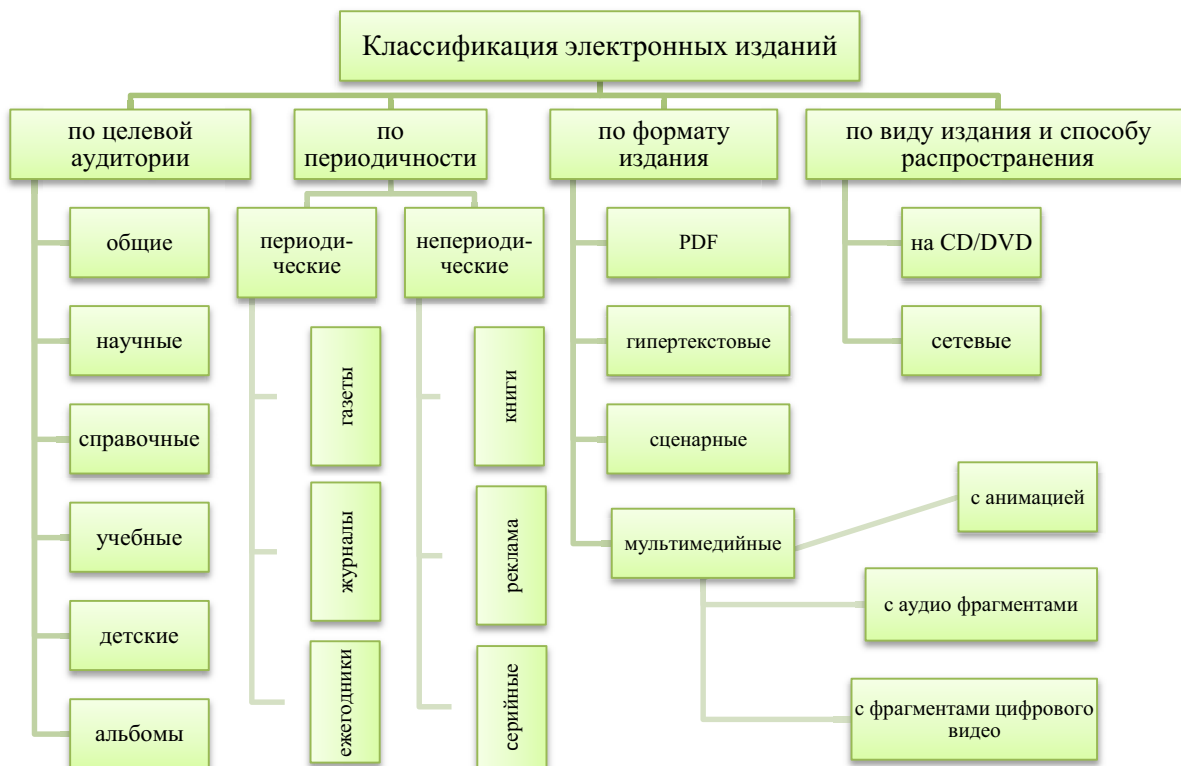 Классификация электронных изданий
по целевой
аудитории
по
периодичности
по формату
издания
по виду издания и способу
распространения
общие
научные
справочные
учебные
детские
альбомы
периоди-
ческие
газеты
журналы
ежегодники
непериоди-
ческие
книги
реклама
серийные
PDF
гипертекстовые
сценарные
мультимедийные
с анимацией
с аудио фрагментами
с фрагментами цифрового
видео
на CD/DVD
сетевые